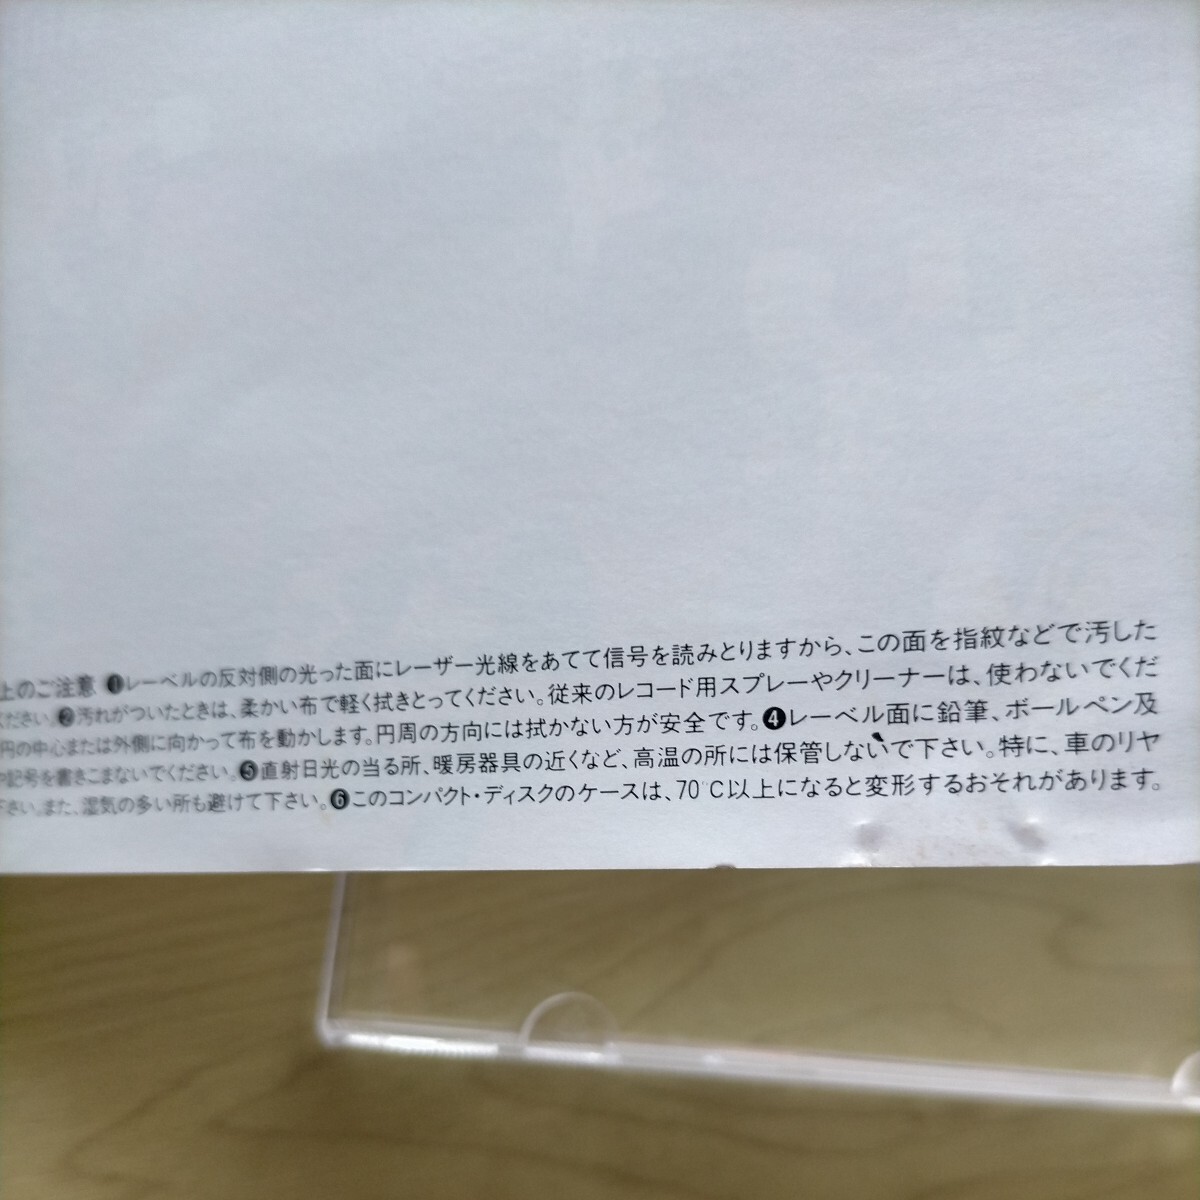 上のご注意 ❶レーベルの反対側の光った面にレーザー光線をあてて信号を読みとりますから、この面を指紋などで汚した
ください。❷汚れがついたときは、柔かい布で軽く拭きとってください。従来のレコード用スプレーやクリーナーは、使わないでくだ
円の中心または外側に向かって布を動かします。円周の方向には拭かない方が安全です。❹レーベル面に鉛筆、ボールペン及
や記号を書きこまないでください。❺直射日光の当る所、暖房器具の近くなど、高温の所には保管しないで下さい。特に、車のリヤ
下さい。また、湿気の多い所も避けて下さい。❻このコンパクト・ディスクのケースは、70℃以上になると変形するおそれがあります。